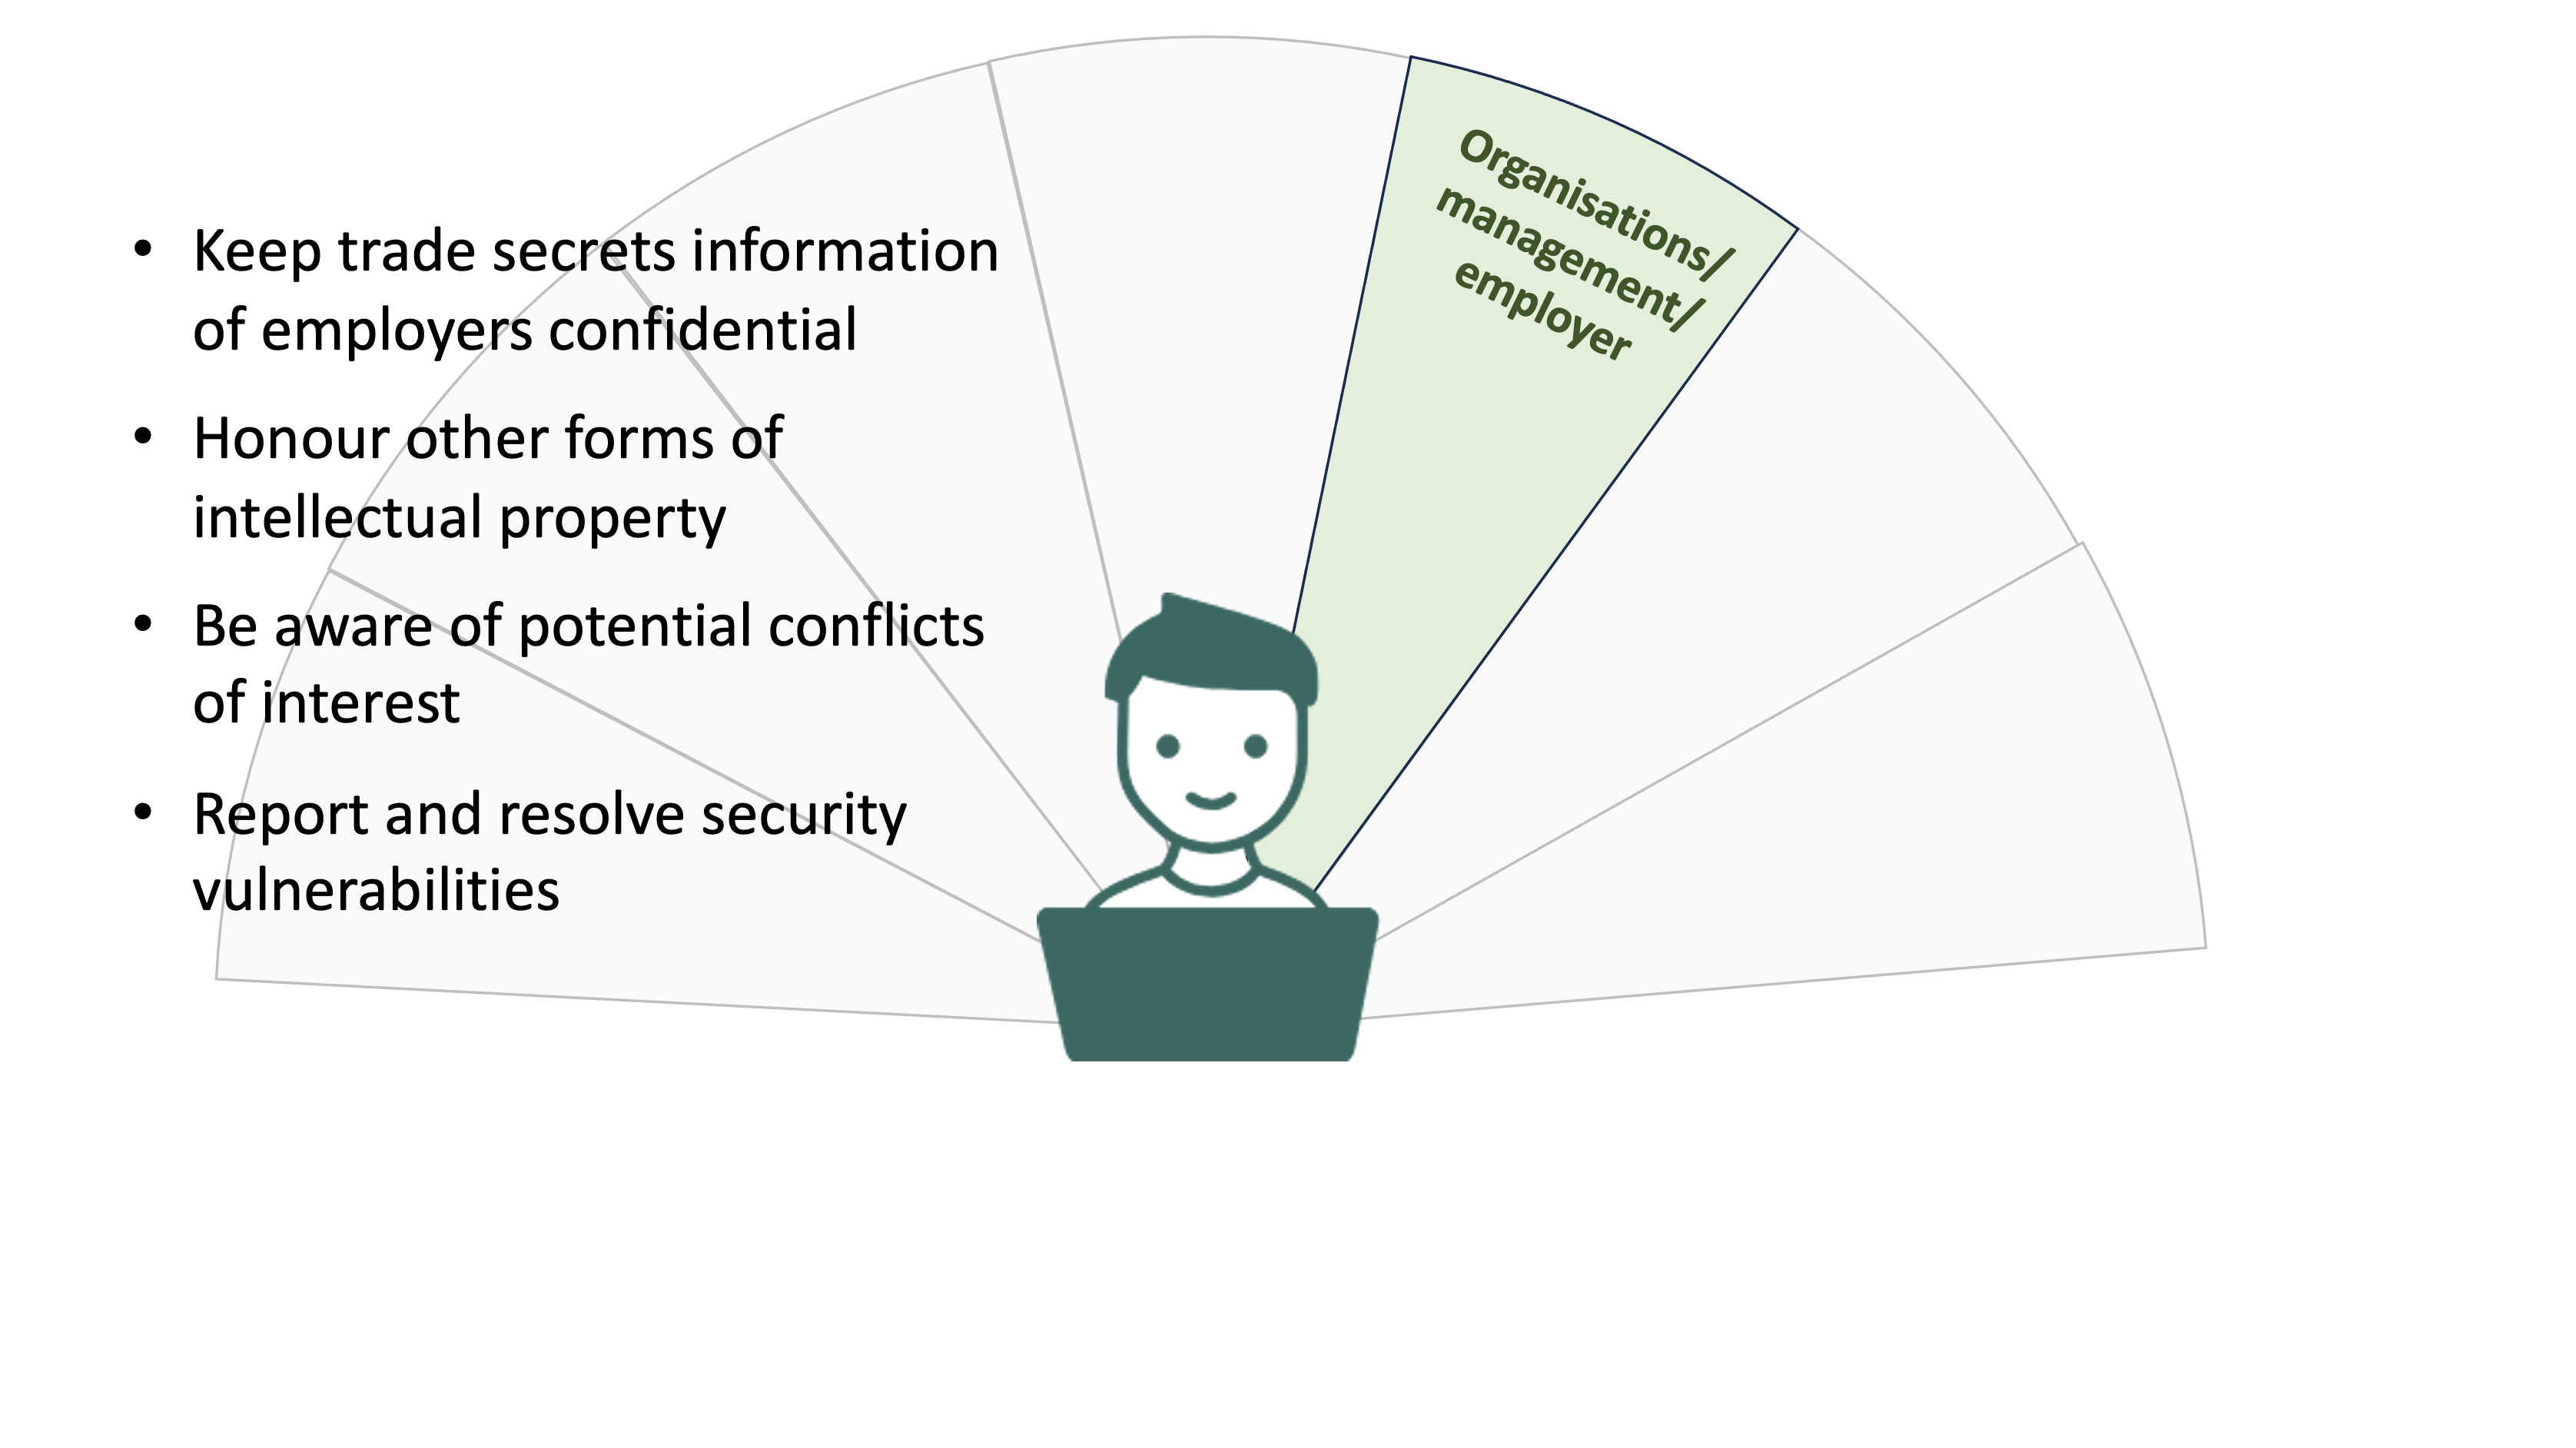 • Keep trade secrets information
of employers confidential
• Honour other forms of
intellectual property
• Be aware of potential conflicts
of interest
• Report and resolve security
vulnerabilities
Organisations/
management/
employer